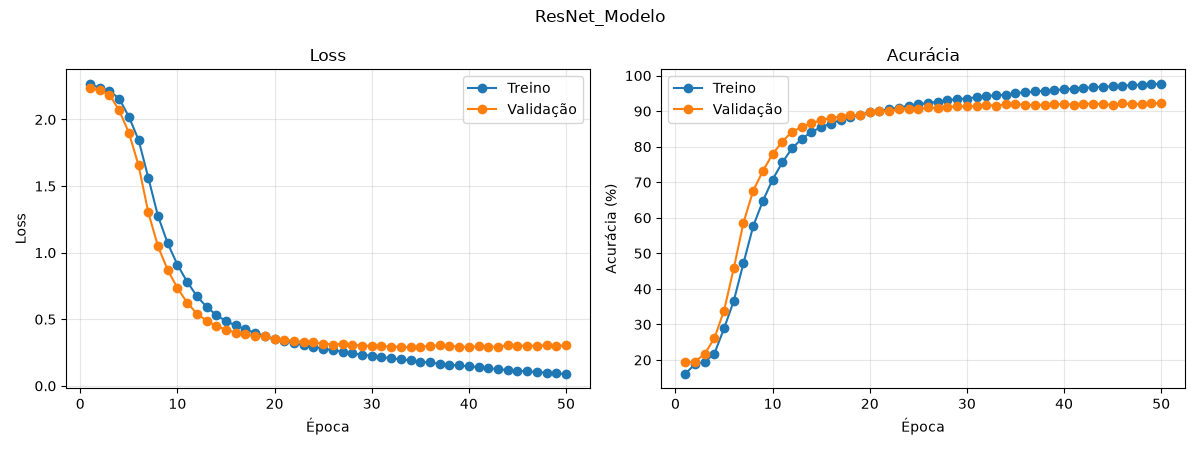 ResNet_Modelo
Loss
Treino
Validação
2.0
1.5
1.0
0.5
0.0
Loss
0 10 20 30 40 50
Época
Acurácia
Treino
Validação
100
90
80
70
60
50
40
30
20
Acurácia (%)
0 10 20 30 40 50
Época